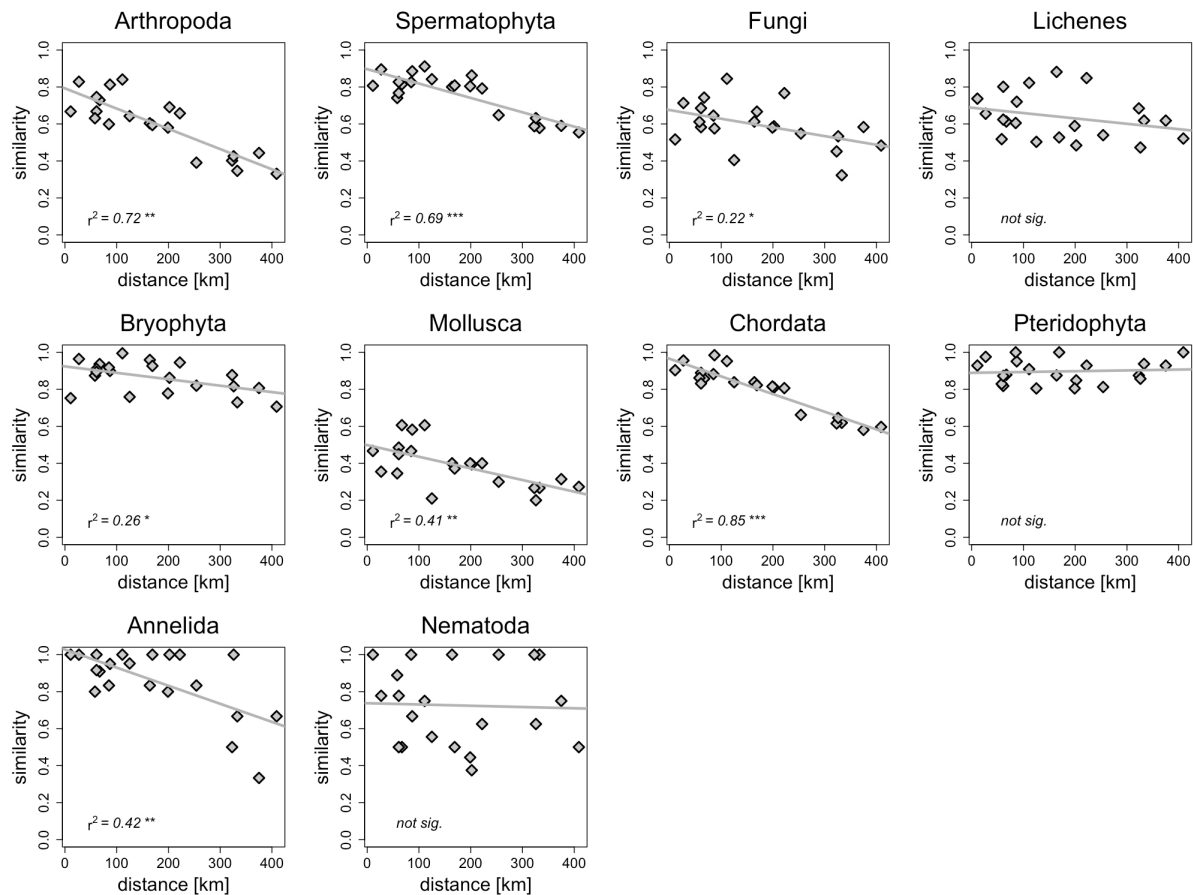 Arthropoda
similarity
0.0 0.2 0.4 0.6 0.8 1.0
r2 = 0.72 **
0 100 200 300 400
distance [km]
Spermatophyta
similarity
0.0 0.2 0.4 0.6 0.8 1.0
r2 = 0.69 ***
0 100 200 300 400
distance [km]
Fungi
similarity
0.0 0.2 0.4 0.6 0.8 1.0
r2 = 0.22 *
0 100 200 300 400
distance [km]
Lichenes
similarity
0.0 0.2 0.4 0.6 0.8 1.0
not sig.
0 100 200 300 400
distance [km]
Bryophyta
similarity
0.0 0.2 0.4 0.6 0.8 1.0
r2 = 0.26 *
0 100 200 300 400
distance [km]
Mollusca
similarity
0.0 0.2 0.4 0.6 0.8 1.0
r2 = 0.41 **
0 100 200 300 400
distance [km]
Chordata
similarity
0.0 0.2 0.4 0.6 0.8 1.0
r2 = 0.85 ***
0 100 200 300 400
distance [km]
Pteridophyta
similarity
0.0 0.2 0.4 0.6 0.8 1.0
not sig.
0 100 200 300 400
distance [km]
Annelida
similarity
0.0 0.2 0.4 0.6 0.8 1.0
r2 = 0.42 **
0 100 200 300 400
distance [km]
Nematoda
similarity
0.0 0.2 0.4 0.6 0.8 1.0
not sig.
0 100 200 300 400
distance [km]